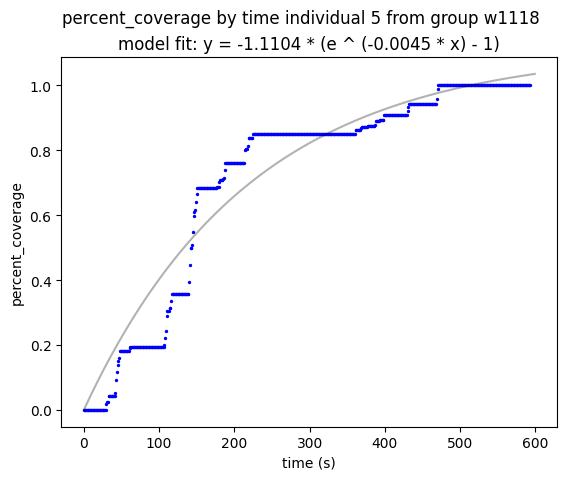 percent_coverage by time individual 5 from group w1118
model fit: y = -1.1104 * (e ^ (-0.0045 * x) - 1)
percent_coverage
1.0
0.8
0.6
0.4
0.2
0.0
0 100 200 300 400 500 600
time (s)